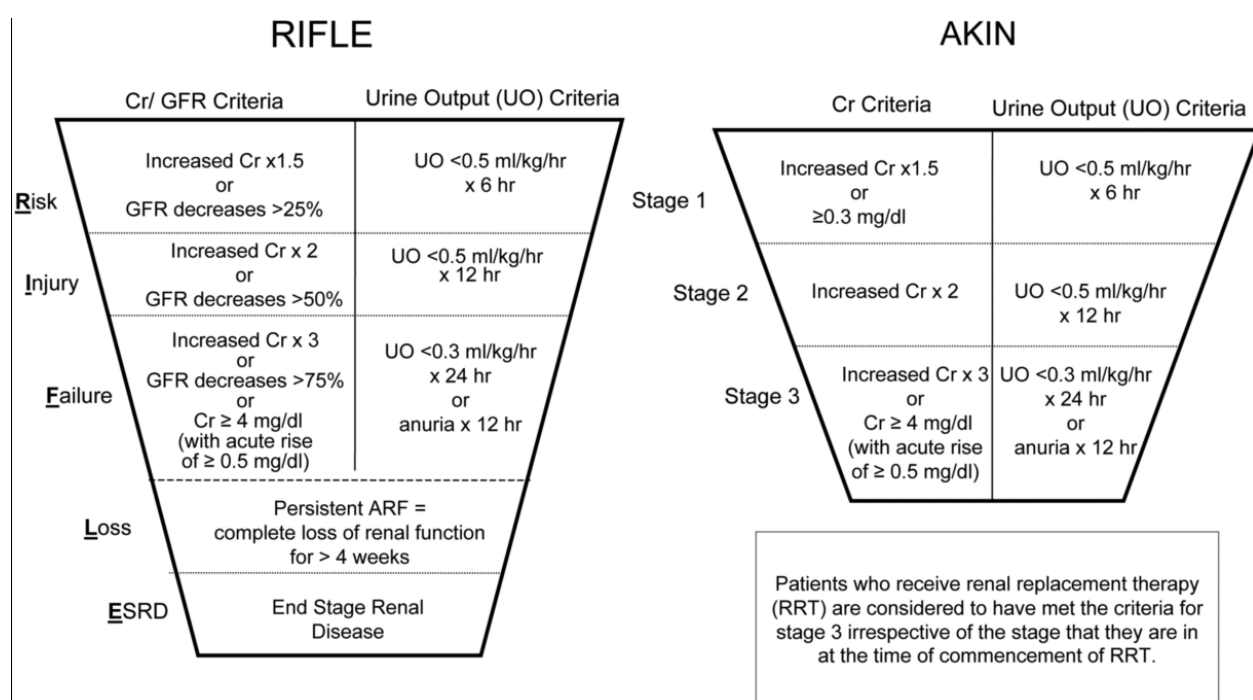 RIFLE
Cr/ GFR Criteria
Urine Output (UO) Criteria
Risk
Increased Cr x1.5
or
GFR decreases >25%
UO <0.5 ml/kg/hr
x 6 hr
Injury
Increased Cr x 2
or
GFR decreases >50%
UO <0.5 ml/kg/hr
x 12 hr
Failure
Increased Cr x 3
or
GFR decreases >75%
or
Cr ≥ 4 mg/dl
(with acute rise
of ≥ 0.5 mg/dl)
UO <0.3 ml/kg/hr
x 24 hr
or
anuria x 12 hr
Loss
Persistent ARF =
complete loss of renal function
for > 4 weeks
ESRD
End Stage Renal
Disease
AKIN
Cr Criteria
Urine Output (UO) Criteria
Stage 1
Increased Cr x1.5
or
≥0.3 mg/dl
UO <0.5 ml/kg/hr
x 6 hr
Stage 2
Increased Cr x 2
UO <0.5 ml/kg/hr
x 12 hr
Stage 3
Increased Cr x 3
or
Cr ≥ 4 mg/dl
(with acute rise
of ≥ 0.5 mg/dl)
UO <0.3 ml/kg/hr
x 24 hr
or
anuria x 12 hr
Patients who receive renal replacement therapy
(RRT) are considered to have met the criteria for
stage 3 irrespective of the stage that they are in
at the time of commencement of RRT.